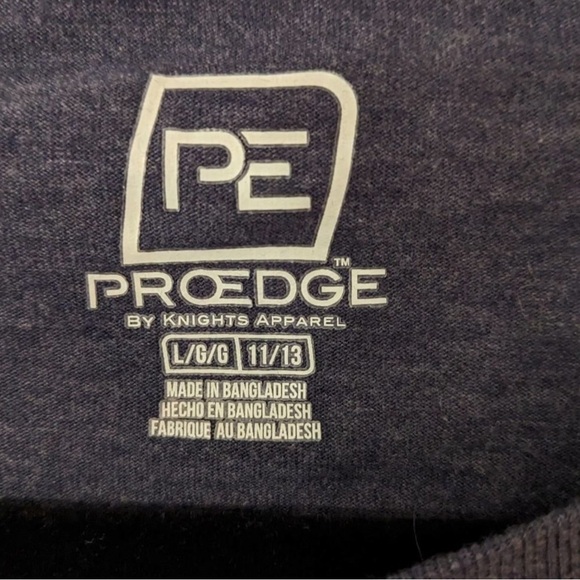 PE
PROEDGE™
BY KNIGHTS APPAREL
L/G/G 11/13
MADE IN BANGLADESH
HECHO EN BANGLADESH
FABRIQUE AU BANGLADESH